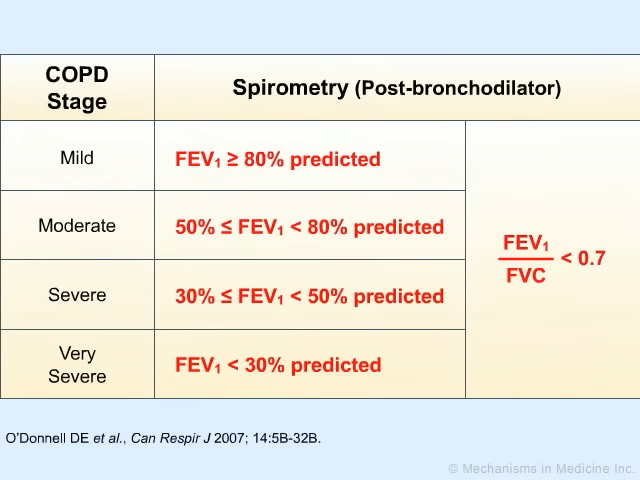 COPD
Stage
Spirometry (Post-bronchodilator)
Mild
FEV₁ ≥ 80% predicted
Moderate
50% ≤ FEV₁ < 80% predicted
Severe
30% ≤ FEV₁ < 50% predicted
Very
Severe
FEV₁ < 30% predicted
FEV₁
FVC
< 0.7
O’Donnell DE et al., Can Respir J 2007; 14:5B-32B.
© Mechanisms in Medicine Inc.